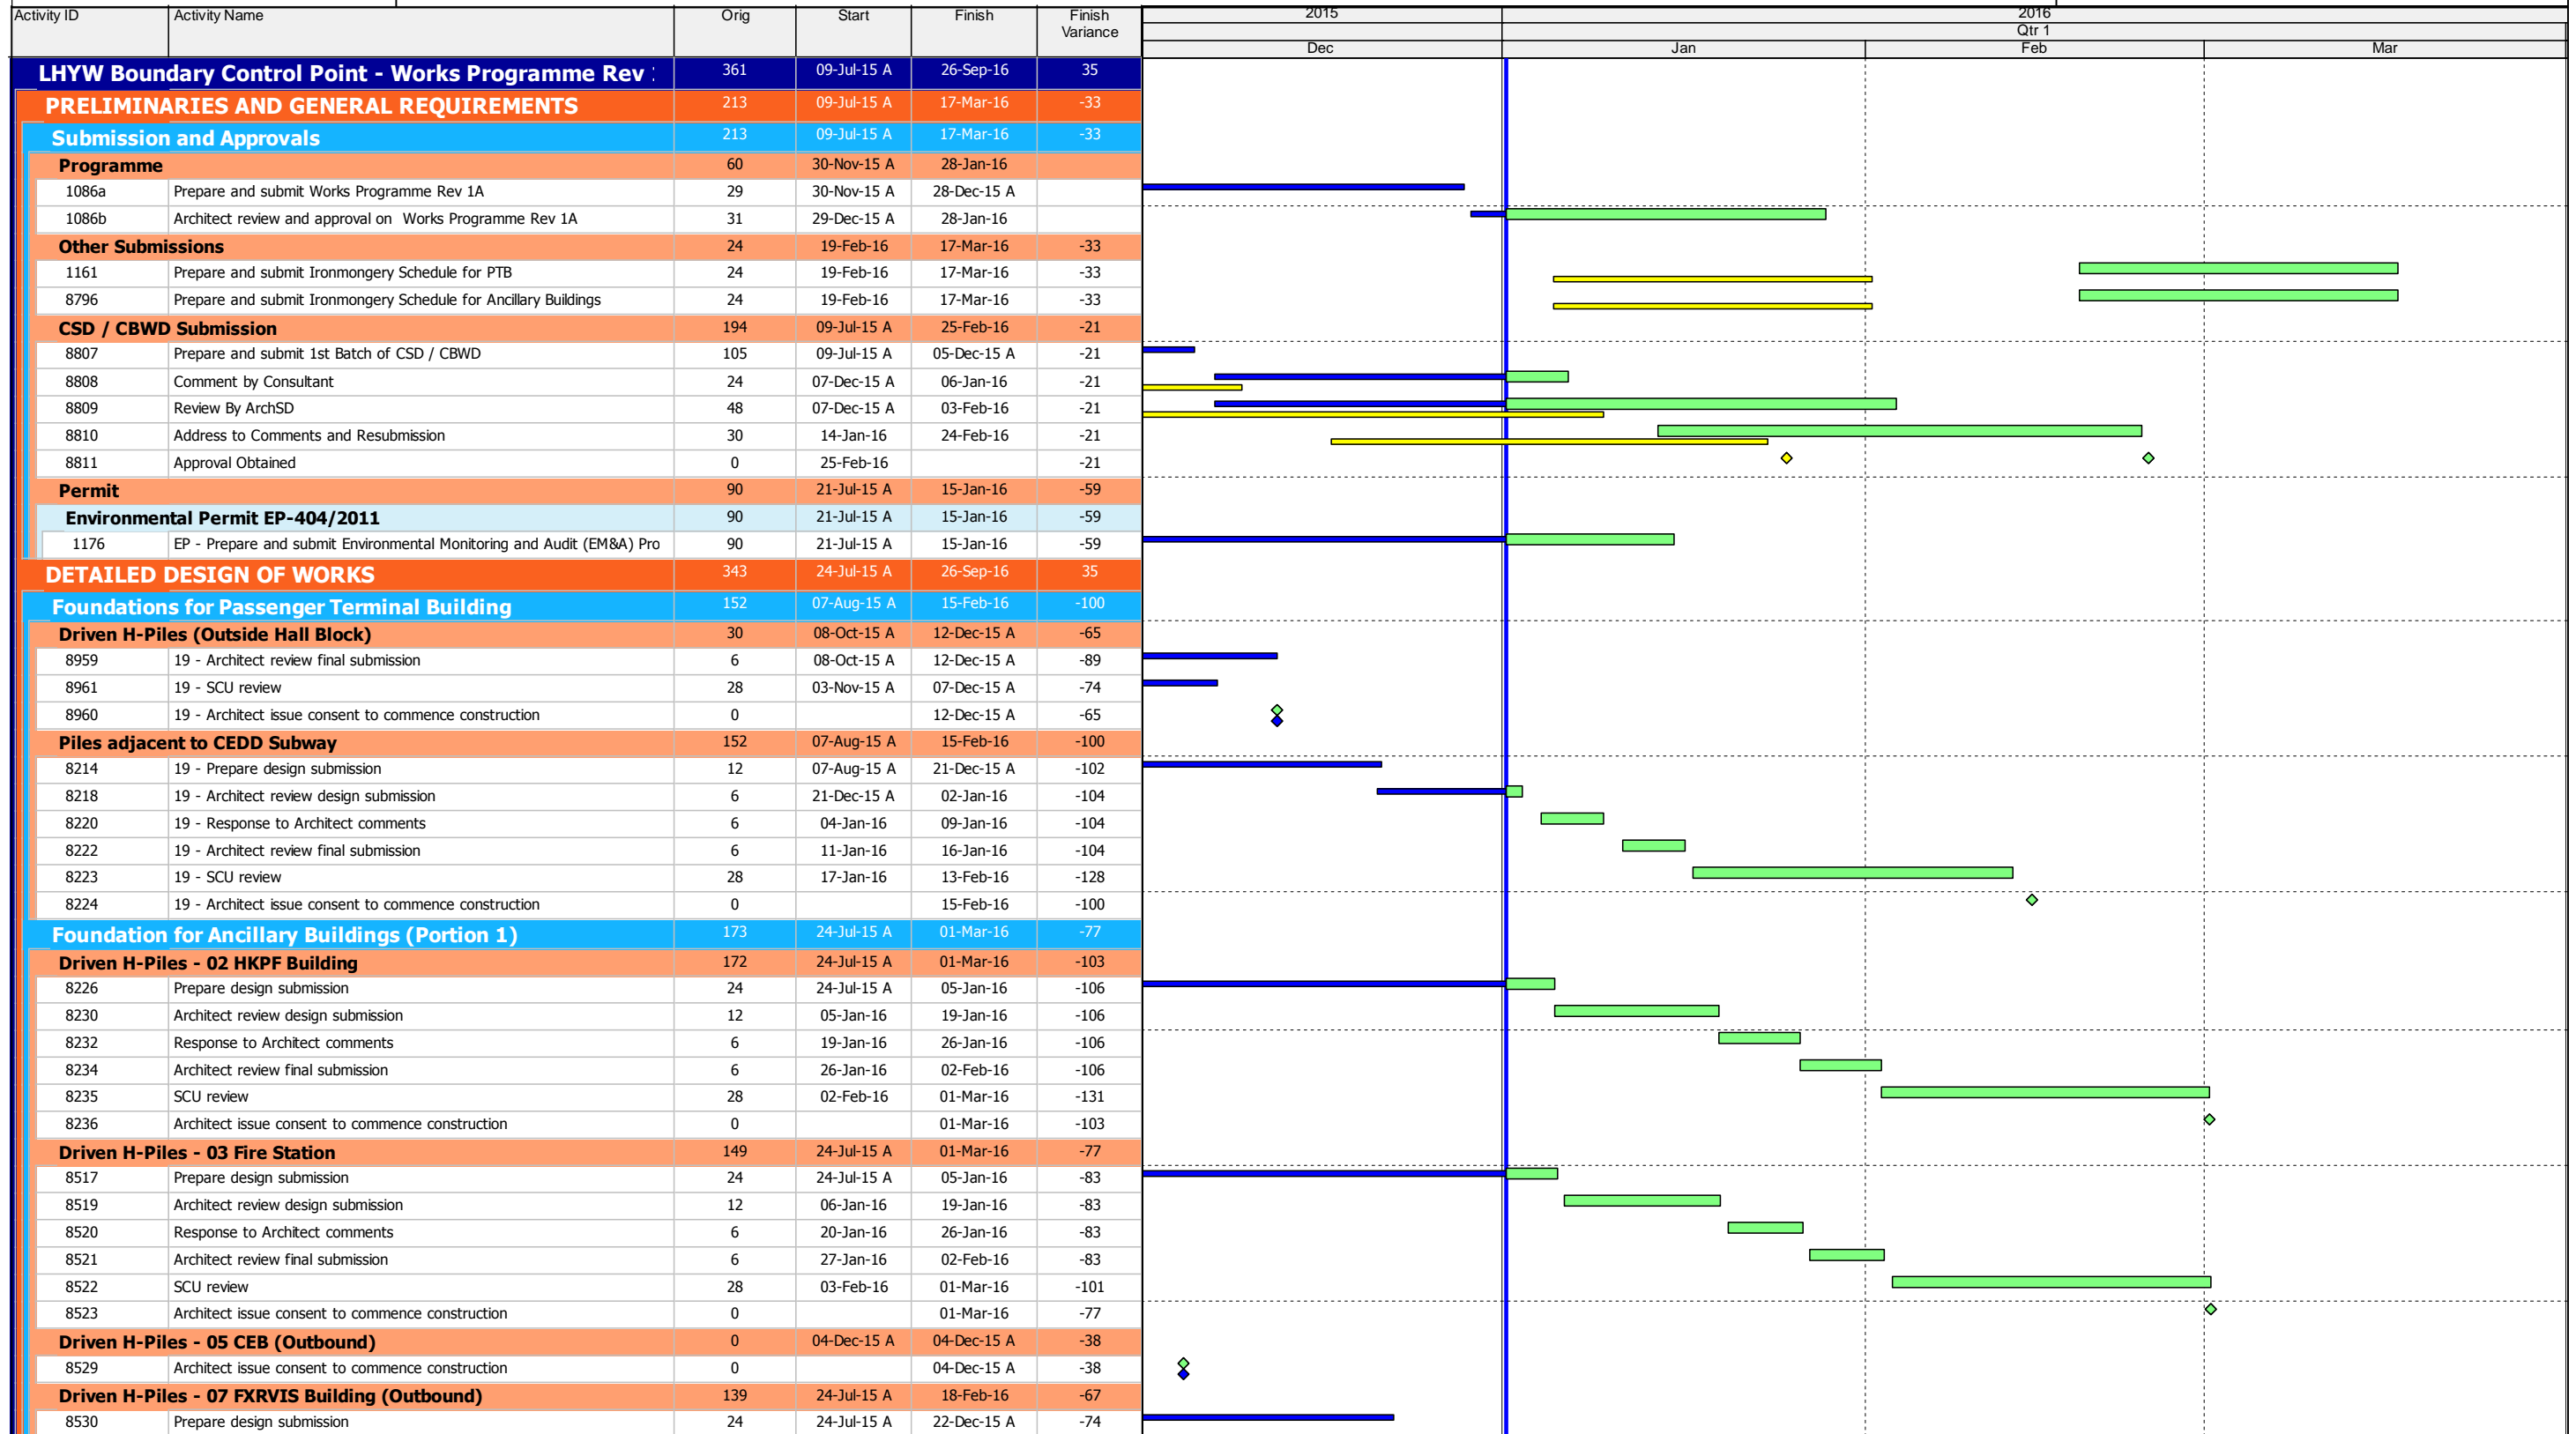 Activity ID Activity Name Orig Start Finish Finish Variance 2015 2016
Qtr 1
Dec Jan Feb Mar
LHYW Boundary Control Point - Works Programme Rev 361 09-Jul-15 A 26-Sep-16 35
PRELIMINARIES AND GENERAL REQUIREMENTS 213 09-Jul-15 A 17-Mar-16 -33
Submission and Approvals 213 09-Jul-15 A 17-Mar-16 -33
Programme 60 30-Nov-15 A 28-Jan-16
1086a Prepare and submit Works Programme Rev 1A 29 30-Nov-15 A 28-Dec-15 A
1086b Architect review and approval on Works Programme Rev 1A 31 29-Dec-15 A 28-Jan-16
Other Submissions 24 19-Feb-16 17-Mar-16 -33
1161 Prepare and submit Ironmongery Schedule for PTB 24 19-Feb-16 17-Mar-16 -33
8796 Prepare and submit Ironmongery Schedule for Ancillary Buildings 24 19-Feb-16 17-Mar-16 -33
CSD / CBWD Submission 194 09-Jul-15 A 25-Feb-16 -21
8807 Prepare and submit 1st Batch of CSD / CBWD 105 09-Jul-15 A 05-Dec-15 A -21
8808 Comment by Consultant 24 07-Dec-15 A 06-Jan-16 -21
8809 Review By ArchSD 48 07-Dec-15 A 03-Feb-16 -21
8810 Address to Comments and Resubmission 30 14-Jan-16 24-Feb-16 -21
8811 Approval Obtained 0 25-Feb-16 -21
Permit 90 21-Jul-15 A 15-Jan-16 -59
Environmental Permit EP-404/2011 90 21-Jul-15 A 15-Jan-16 -59
1176 EP - Prepare and submit Environmental Monitoring and Audit (EM&A) Pro 90 21-Jul-15 A 15-Jan-16 -59
DETAILED DESIGN OF WORKS 343 24-Jul-15 A 26-Sep-16 35
Foundations for Passenger Terminal Building 152 07-Aug-15 A 15-Feb-16 -100
Driven H-Piles (Outside Hall Block) 30 08-Oct-15 A 12-Dec-15 A -65
8959 19 - Architect review final submission 6 08-Oct-15 A 12-Dec-15 A -89
8961 19 - SCU review 28 03-Nov-15 A 07-Dec-15 A -74
8960 19 - Architect issue consent to commence construction 0 12-Dec-15 A -65
Piles adjacent to CEDD Subway 152 07-Aug-15 A 15-Feb-16 -100
8214 19 - Prepare design submission 12 07-Aug-15 A 21-Dec-15 A -102
8218 19 - Architect review design submission 6 21-Dec-15 A 02-Jan-16 -104
8220 19 - Response to Architect comments 6 04-Jan-16 09-Jan-16 -104
8222 19 - Architect review final submission 6 11-Jan-16 16-Jan-16 -104
8223 19 - SCU review 28 17-Jan-16 13-Feb-16 -128
8224 19 - Architect issue consent to commence construction 0 15-Feb-16 -100
Foundation for Ancillary Buildings (Portion 1) 173 24-Jul-15 A 01-Mar-16 -77
Driven H-Piles - 02 HKPF Building 172 24-Jul-15 A 01-Mar-16 -103
8226 Prepare design submission 24 24-Jul-15 A 05-Jan-16 -106
8230 Architect review design submission 12 05-Jan-16 19-Jan-16 -106
8232 Response to Architect comments 6 19-Jan-16 26-Jan-16 -106
8234 Architect review final submission 6 26-Jan-16 02-Feb-16 -106
8235 SCU review 28 02-Feb-16 01-Mar-16 -131
8236 Architect issue consent to commence construction 0 01-Mar-16 -103
Driven H-Piles - 03 Fire Station 149 24-Jul-15 A 01-Mar-16 -77
8517 Prepare design submission 24 24-Jul-15 A 05-Jan-16 -83
8519 Architect review design submission 12 06-Jan-16 19-Jan-16 -83
8520 Response to Architect comments 6 20-Jan-16 26-Jan-16 -83
8521 Architect review final submission 6 27-Jan-16 02-Feb-16 -83
8522 SCU review 28 03-Feb-16 01-Mar-16 -101
8523 Architect issue consent to commence construction 0 01-Mar-16 -77
Driven H-Piles - 05 CEB (Outbound) 0 04-Dec-15 A 04-Dec-15 A -38
8529 Architect issue consent to commence construction 0 04-Dec-15 A -38
Driven H-Piles - 07 FXRVIS Building (Outbound) 139 24-Jul-15 A 18-Feb-16 -67
8530 Prepare design submission 24 24-Jul-15 A 22-Dec-15 A -74